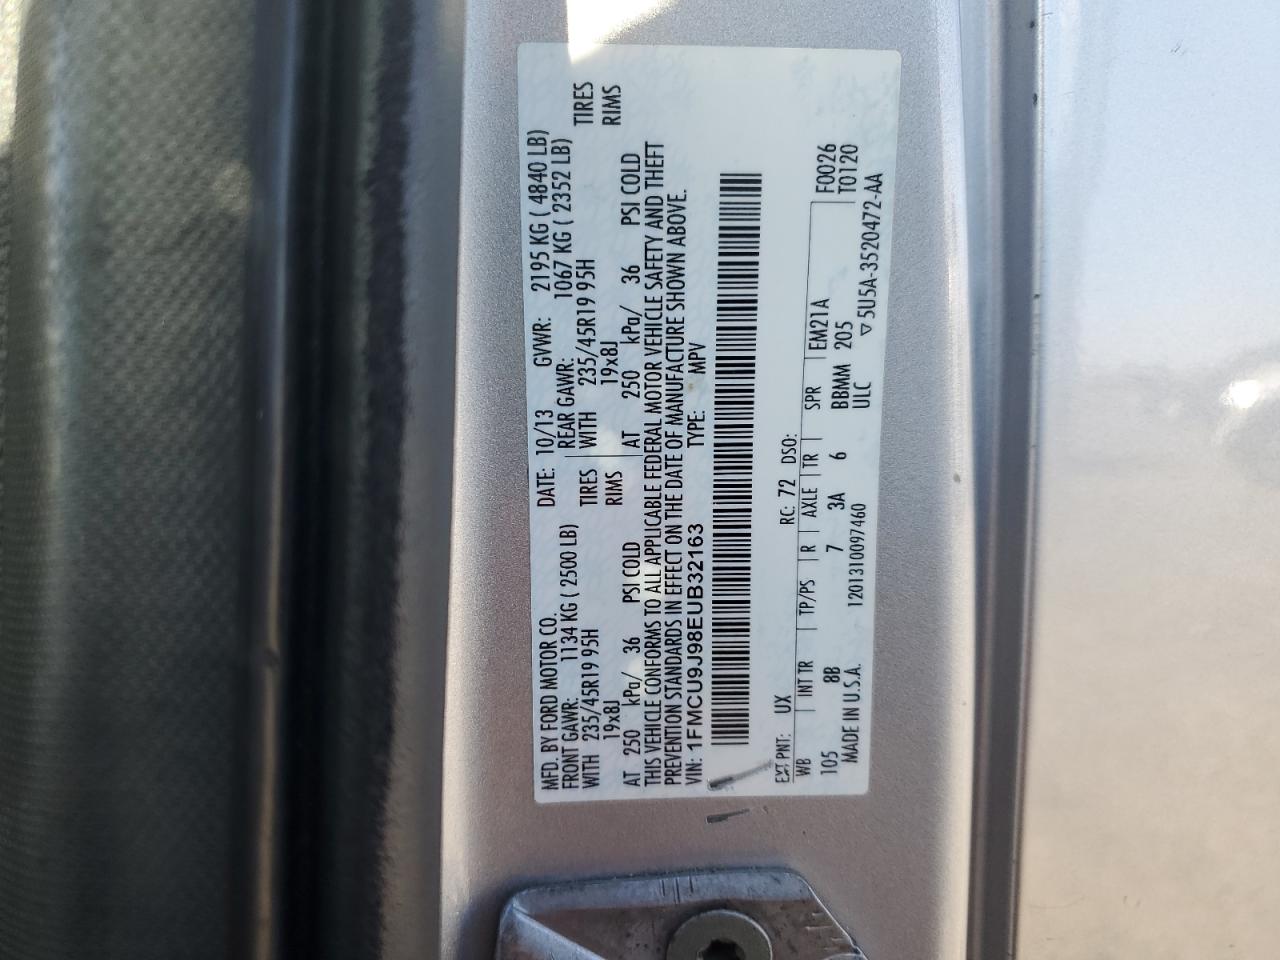 MFD. BY FORD MOTOR CO. DATE: 10/13 GVWR: 2195 KG ( 4840 LB)
FRONT GAWR: 1134 KG ( 2500 LB) REAR GAWR: 1067 KG ( 2352 LB)
WITH 235/45R19 95H TIRES WITH 235/45R19 95H TIRES
19x8J RIMS 19x8J RIMS
AT 250 kPa/ 36 PSI COLD AT 250 kPa/ 36 PSI COLD
THIS VEHICLE CONFORMS TO ALL APPLICABLE FEDERAL MOTOR VEHICLE SAFETY AND THEFT
PREVENTION STANDARDS IN EFFECT ON THE DATE OF MANUFACTURE SHOWN ABOVE.
VIN: 1FMCU9J98EUB32163 TYPE: MPV
EXT PNT: UX RC: 72 DSO:
WB INT TR TP/PS R AXLE TR SPR EM21A F0026
105 8B 7 3A 6 BBMM 205 T0120
MADE IN U.S.A. 1201310097460 ULC ▽5U5A-3520472-AA